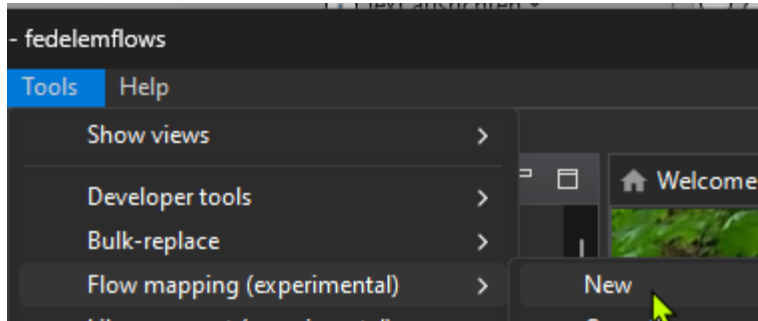 - fedelemflows
Tools Help
Show views
Developer tools
Welcome
Bulk-replace
Flow mapping (experimental)
New